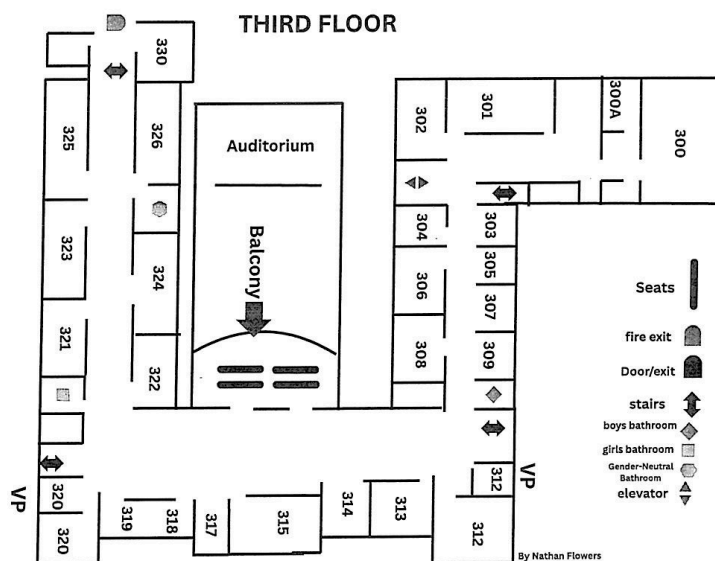 THIRD FLOOR
330
325
326
Auditorium
302
301
300A
300
323
324
Balcony
304
303
305
306
307
321
322
308
309
VP
320
320
319
318
317
315
314
313
312
312
VP
Seats
fire exit
Door/exit
stairs
boys bathroom
girls bathroom
Gender-Neutral
Bathroom
elevator
By Nathan Flowers